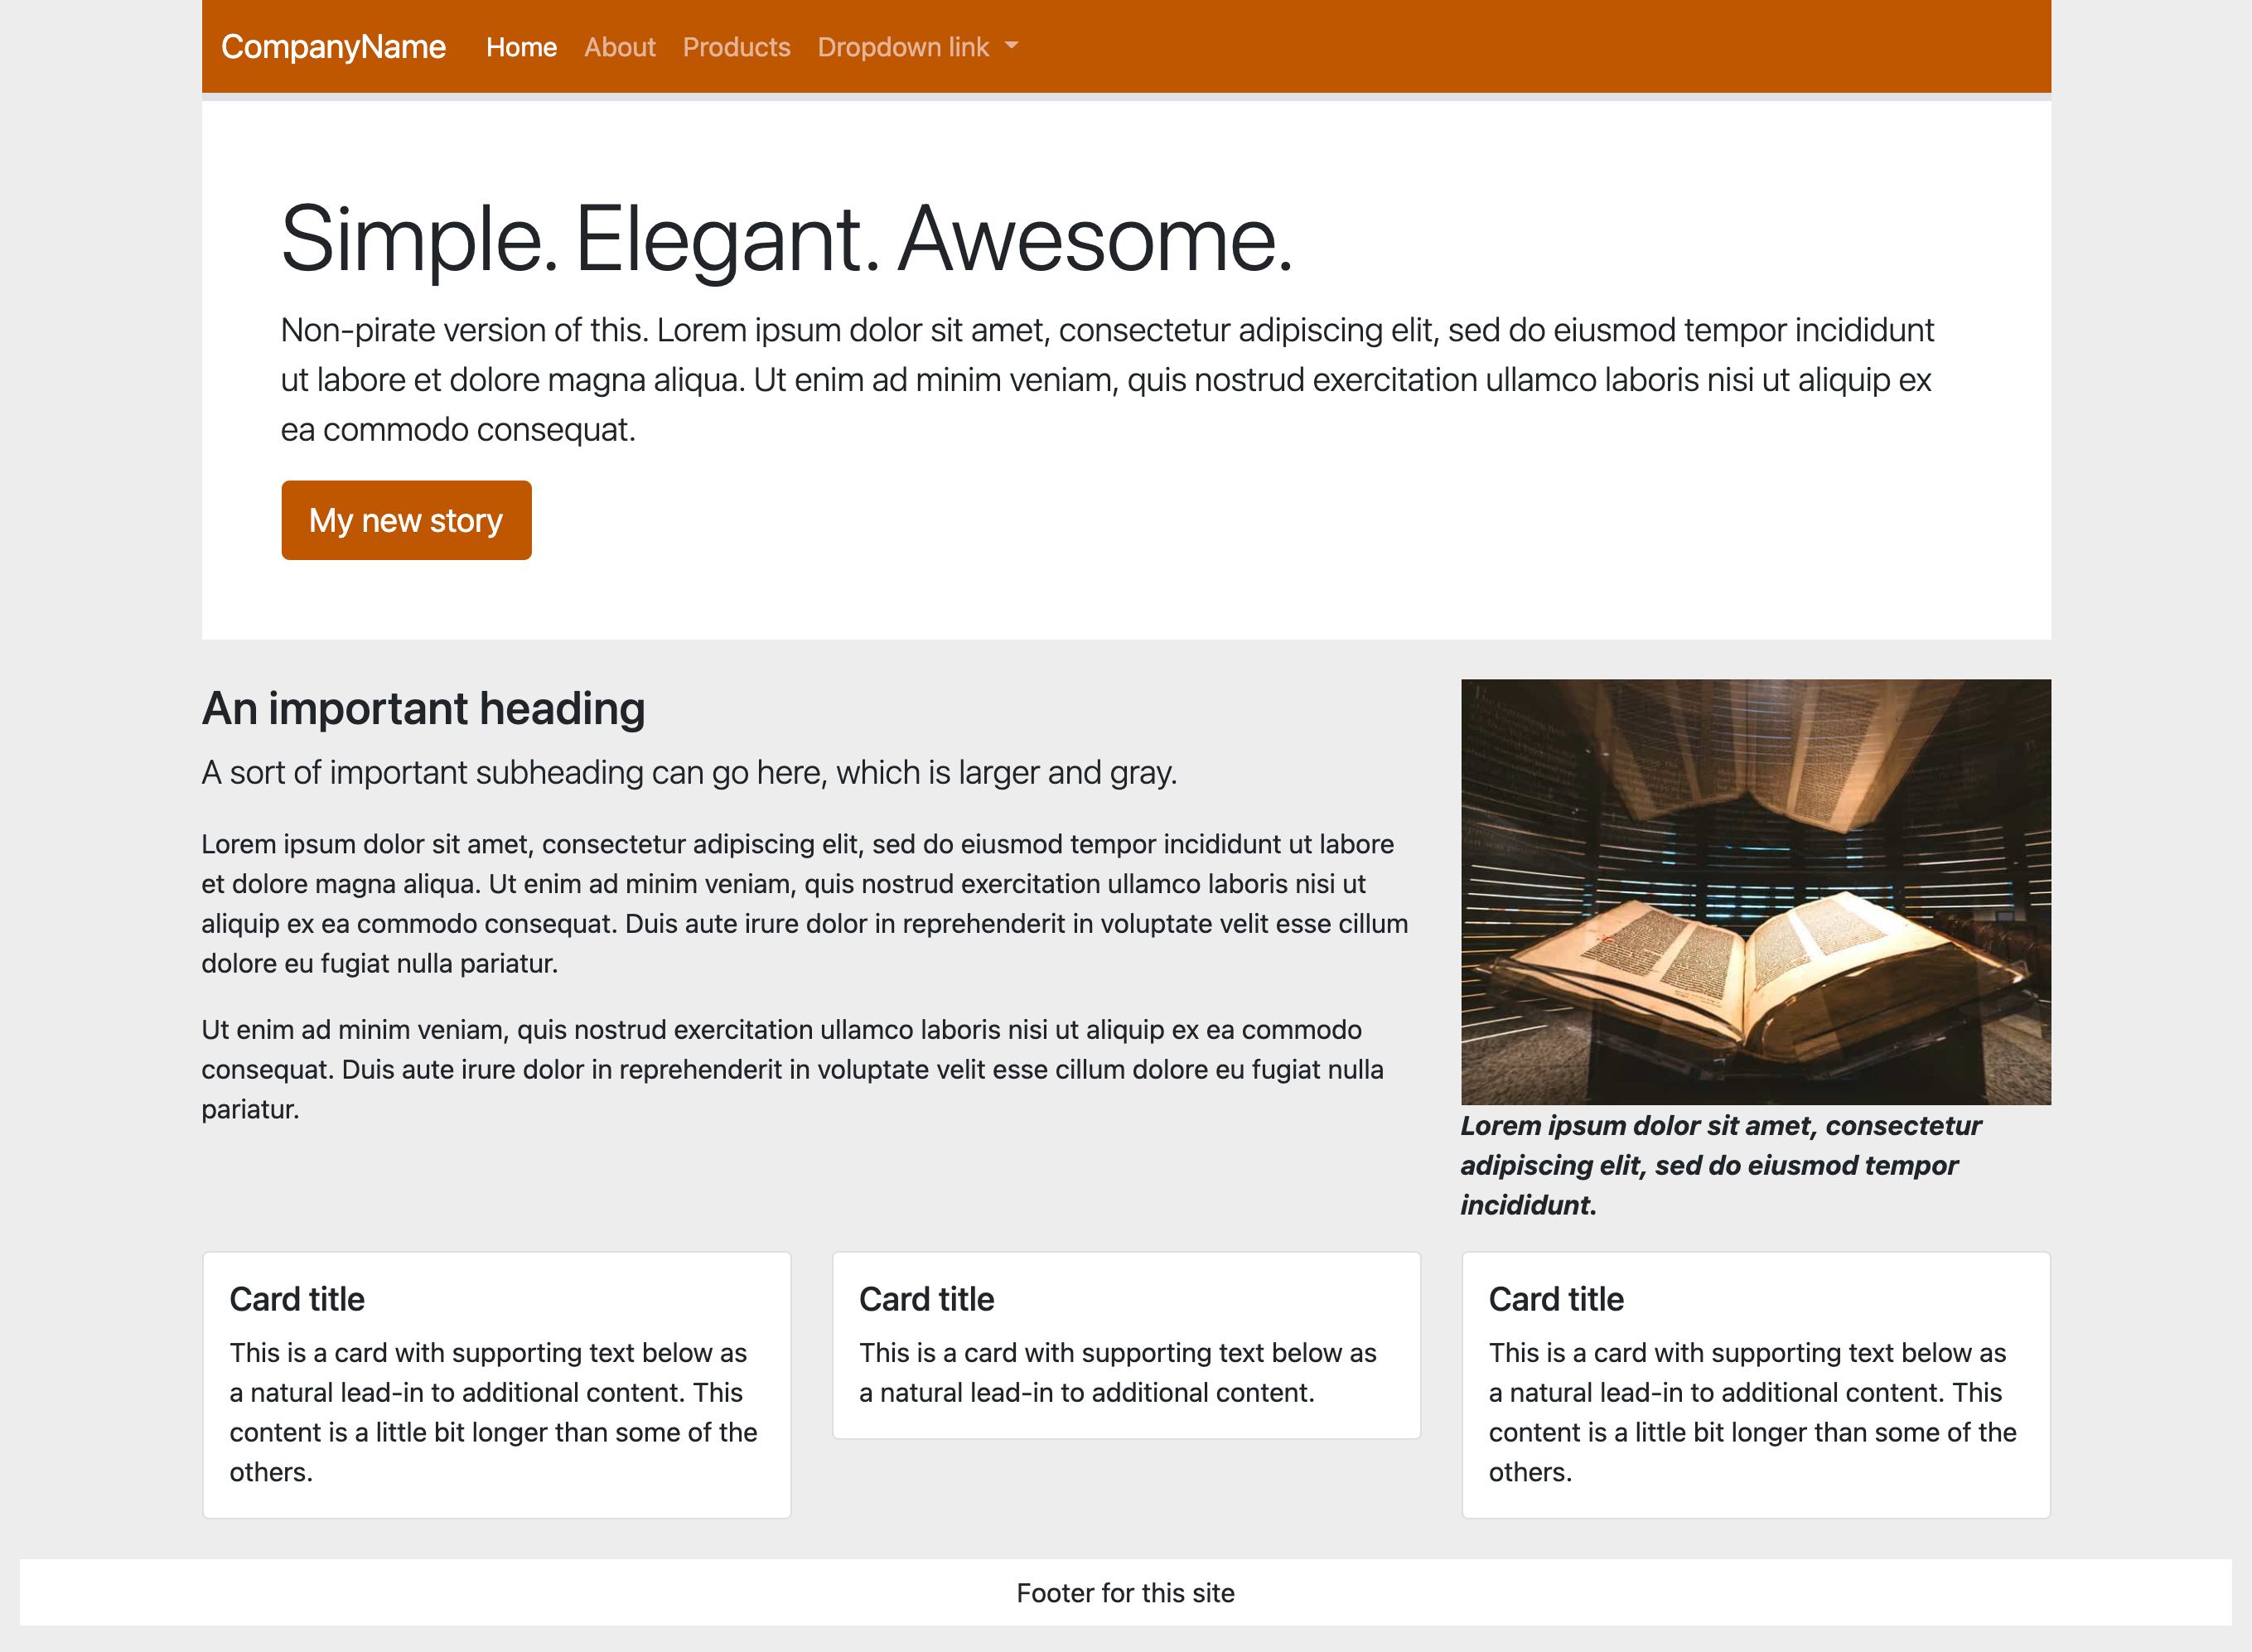 CompanyName Home About Products Dropdown link
Simple. Elegant. Awesome.
Non-pirate version of this. Lorem ipsum dolor sit amet, consectetur adipiscing elit, sed do eiusmod tempor incididunt
ut labore et dolore magna aliqua. Ut enim ad minim veniam, quis nostrud exercitation ullamco laboris nisi ut aliquip ex
ea commodo consequat.
My new story
An important heading
A sort of important subheading can go here, which is larger and gray.
Lorem ipsum dolor sit amet, consectetur adipiscing elit, sed do eiusmod tempor incididunt ut labore
et dolore magna aliqua. Ut enim ad minim veniam, quis nostrud exercitation ullamco laboris nisi ut
aliquip ex ea commodo consequat. Duis aute irure dolor in reprehenderit in voluptate velit esse cillum
dolore eu fugiat nulla pariatur.
Ut enim ad minim veniam, quis nostrud exercitation ullamco laboris nisi ut aliquip ex ea commodo
consequat. Duis aute irure dolor in reprehenderit in voluptate velit esse cillum dolore eu fugiat nulla
pariatur.
Lorem ipsum dolor sit amet, consectetur
adipiscing elit, sed do eiusmod tempor
incididunt.
Card title
This is a card with supporting text below as
a natural lead-in to additional content. This
content is a little bit longer than some of the
others.
Card title
This is a card with supporting text below as
a natural lead-in to additional content.
Card title
This is a card with supporting text below as
a natural lead-in to additional content. This
content is a little bit longer than some of the
others.
Footer for this site